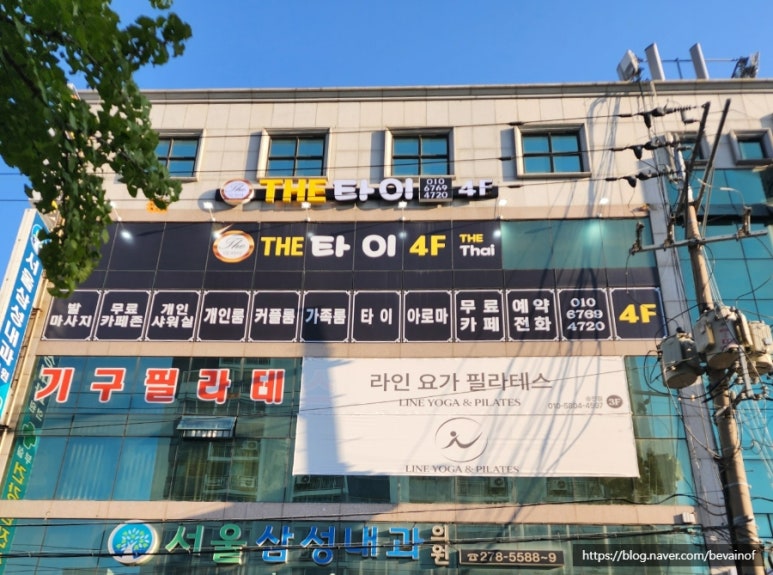 The
THE 타이
010
6769
4720
4F
The
THE 타이 4F
THE
Thai
발
마사지
무료
카페존
개인
샤워실
개인룸
커플룸
가족룸
타이
아로마
무료
카페
예약
전화
010
6769
4720
4F
기구필라테
라인 요가 필라테스
LINE YOGA & PILATES
3F
LINE YOGA & PILATES
서울삼성내과의원
☎278-5588~9
https://blog.naver.com/bevainof